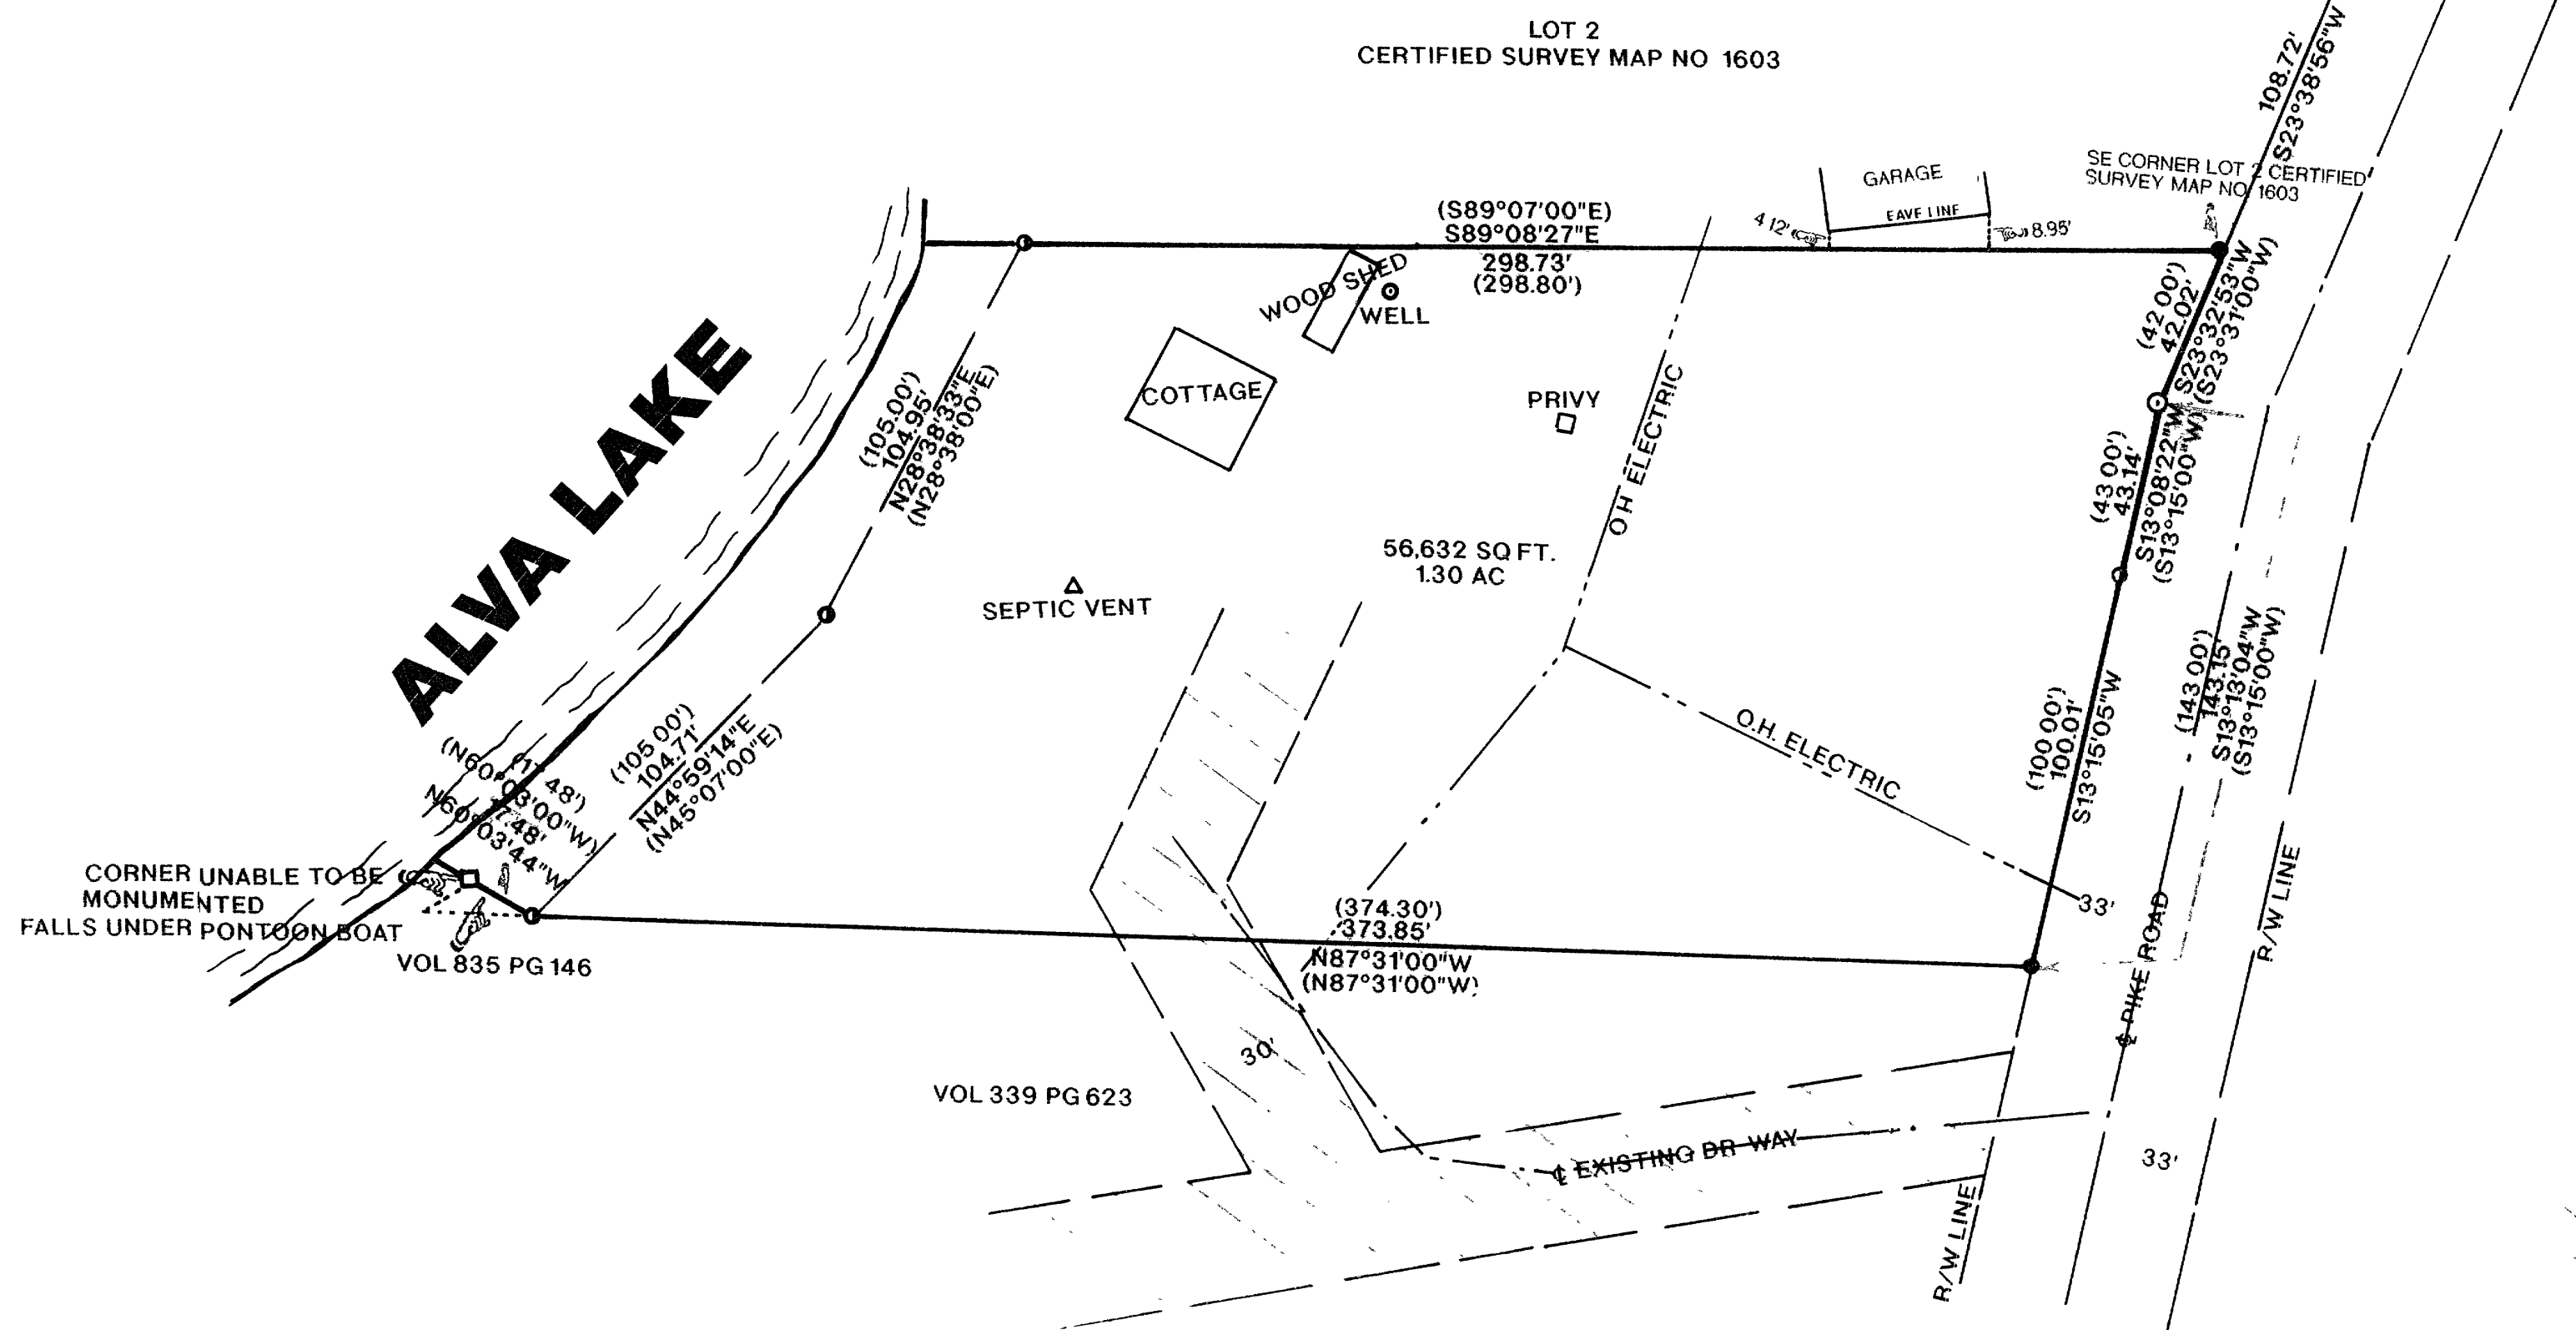 LOT 2
CERTIFIED SURVEY MAP NO 1603
108.72'
S23°38'56"W
SE CORNER LOT 2 CERTIFIED
SURVEY MAP NO 1603
GARAGE
EAVE LINE
4 12'
8.95'
(S89°07'00"E)
S89°08'27"E
298.73'
(298.80')
WOOD SHED
WELL
COTTAGE
PRIVY
OH ELECTRIC
(42 00')
42.02'
S23°32'53"W
(S23°31'00"W)
(43 00')
43.14'
S13°08'22"W
(S13°15'00"W)
ALVA LAKE
(105.00')
104.95'
N28°38'33"E
(N28°38'00"E)
56,632 SQ FT.
1.30 AC
SEPTIC VENT
(105 00')
104.71'
N44°59'14"E
(N45°07'00"E)
O.H. ELECTRIC
(100 00')
100.01'
S13°15'05"W
(143 00')
143.15'
S13°13'04"W
(S13°15'00"W)
(17 48')
(N60°03'00"W)
17.48'
N60°03'44"W
CORNER UNABLE TO BE
MONUMENTED
FALLS UNDER PONTOON BOAT
VOL 835 PG 146
(374.30')
373.85'
N87°31'00"W
(N87°31'00"W)
33'
℄ PIKE ROAD
R/W LINE
30'
VOL 339 PG 623
℄ EXISTING DR WAY
33'
R/W LINE